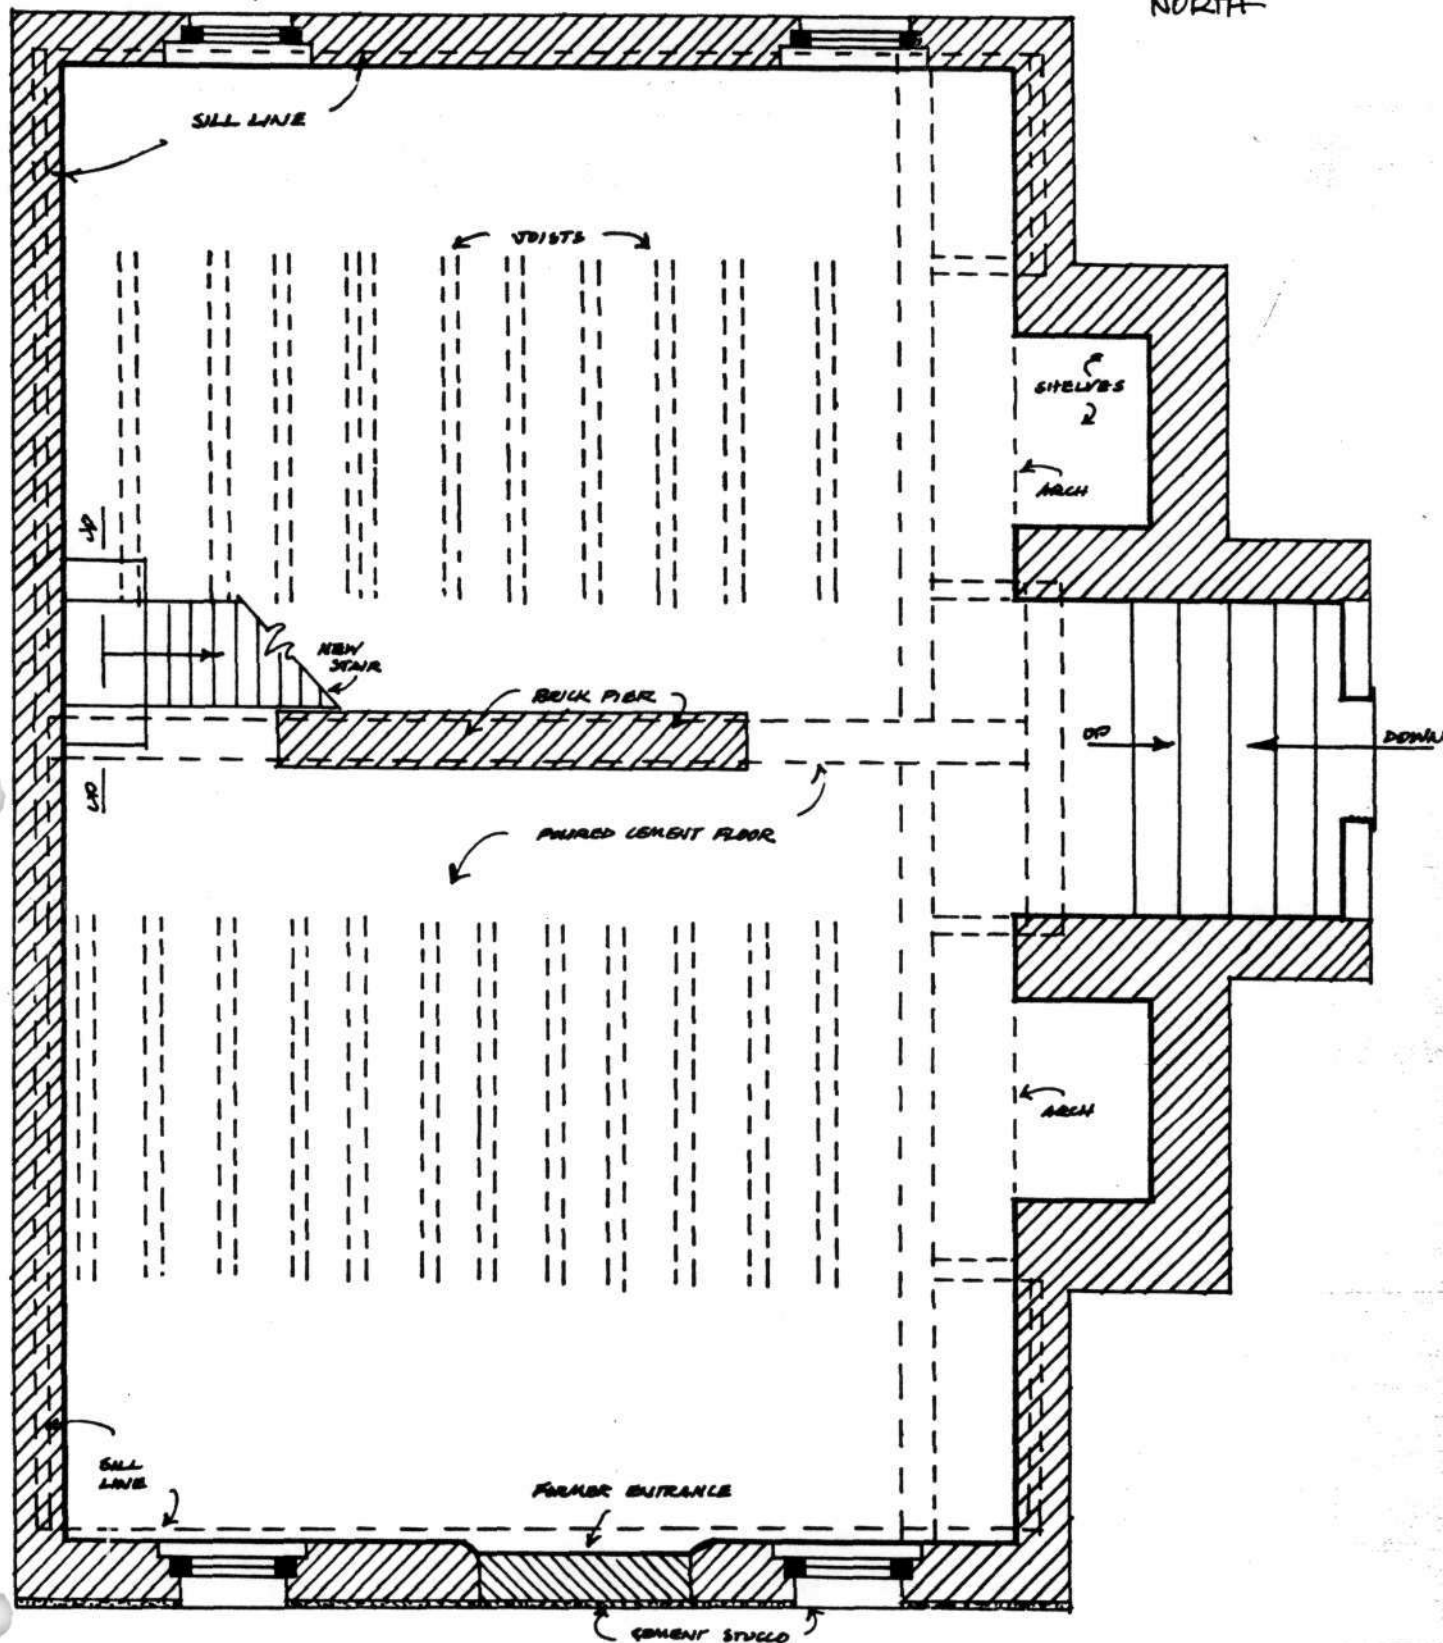 NORTH
SILL LINE
JOISTS
SHELVES
ARCH
UP
NEW
STAIR
BRICK PIER
UP
DOWN
UP
POURED CEMENT FLOOR
ARCH
SILL
LINE
FORMER ENTRANCE
CEMENT STUCCO